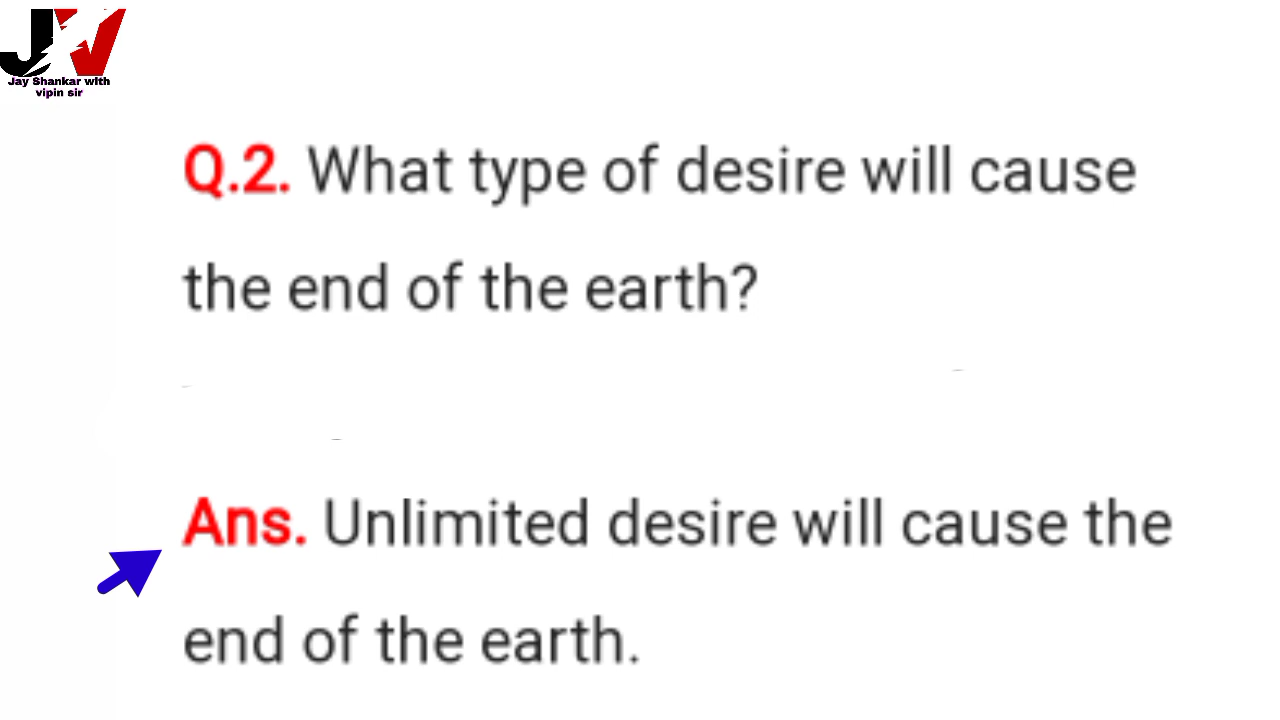 Jay Shankar with
vipin sir
Q.2. What type of desire will cause
the end of the earth?
Ans. Unlimited desire will cause the
end of the earth.